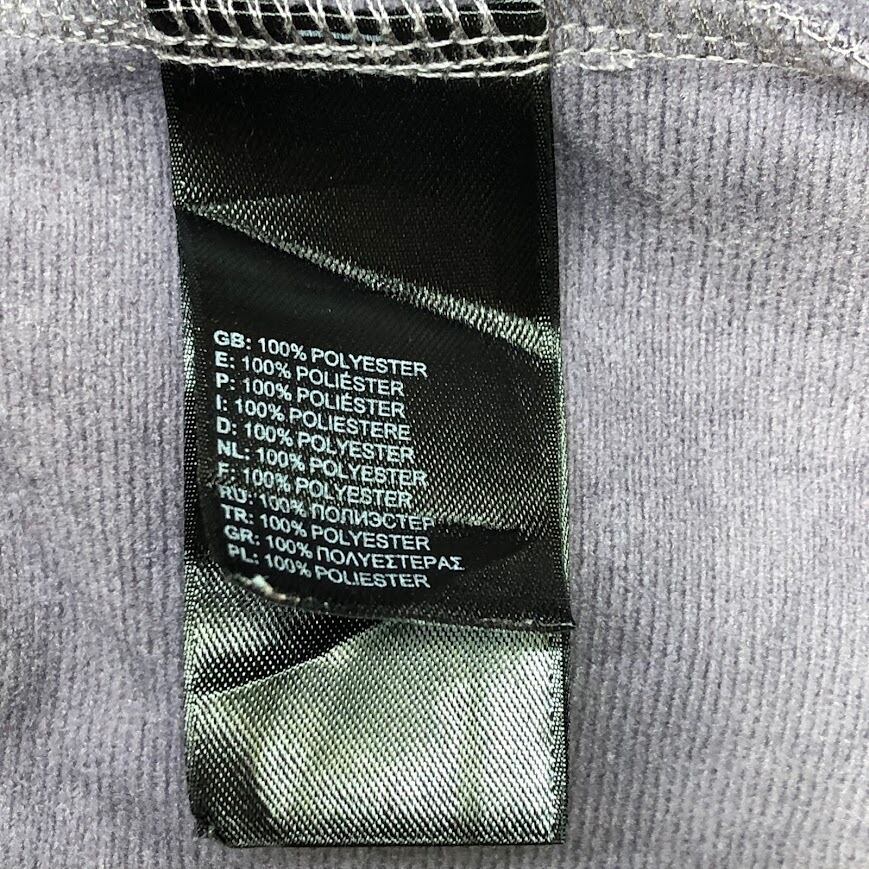 GB: 100% POLYESTER
E: 100% POLIÉSTER
P: 100% POLIÉSTER
I: 100% POLIESTERE
D: 100% POLYESTER
NL: 100% POLYESTER
F: 100% POLYESTER
RU: 100% ПОЛИЭСТЕР
TR: 100% POLYESTER
GR: 100% ΠΟΛΥΕΣΤΕΡΑΣ
PL: 100% POLIESTER